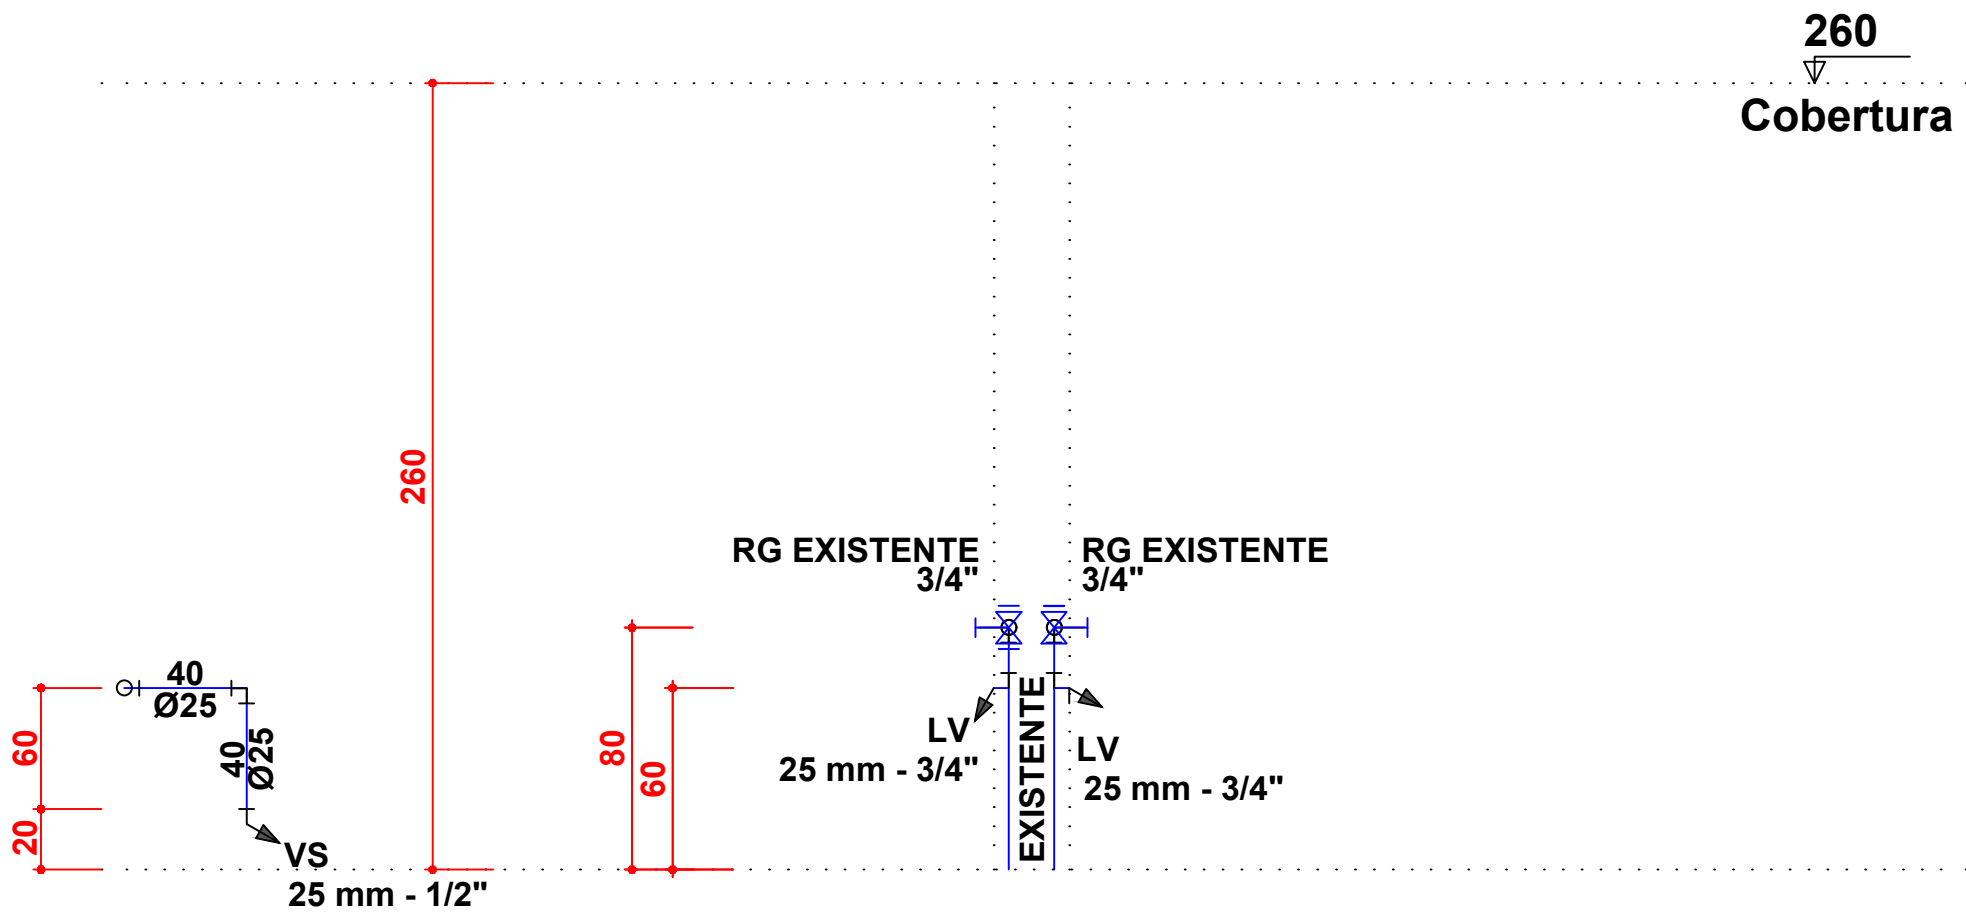 260
Cobertura
260
RG EXISTENTE
3/4"
RG EXISTENTE
3/4"
40
Ø25
40
Ø25
60
20
80
60
EXISTENTE
LV
25 mm - 3/4"
LV
25 mm - 3/4"
VS
25 mm - 1/2"